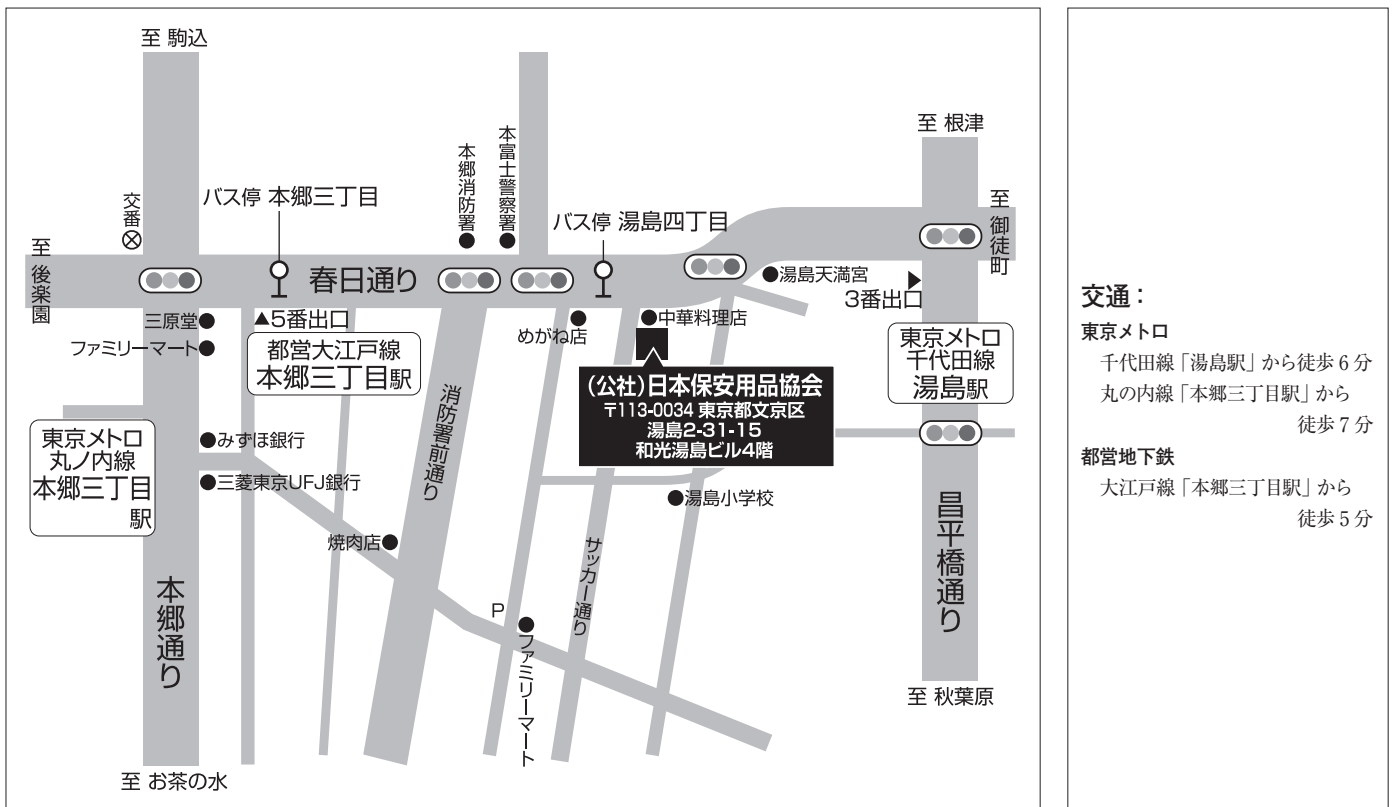 至 駒込
至 根津
本郷消防署
本富士警察署
交番
バス停 本郷三丁目
バス停 湯島四丁目
至 御徒町
至 後楽園
春日通り
湯島天満宮
3番出口
三原堂
▲5番出口
めがね店
中華料理店
ファミリーマート
都営大江戸線
本郷三丁目駅
東京メトロ
千代田線
湯島駅
(公社)日本保安用品協会
〒113-0034 東京都文京区
湯島2-31-15
和光湯島ビル4階
消防署前通り
東京メトロ
丸ノ内線
本郷三丁目
駅
みずほ銀行
三菱東京UFJ銀行
湯島小学校
焼肉店
サッカー通り
昌平橋通り
本郷通り
P
ファミリーマート
至 秋葉原
至 お茶の水
交通:
東京メトロ
千代田線「湯島駅」から徒歩6分
丸の内線「本郷三丁目駅」から
徒歩7分
都営地下鉄
大江戸線「本郷三丁目駅」から
徒歩5分